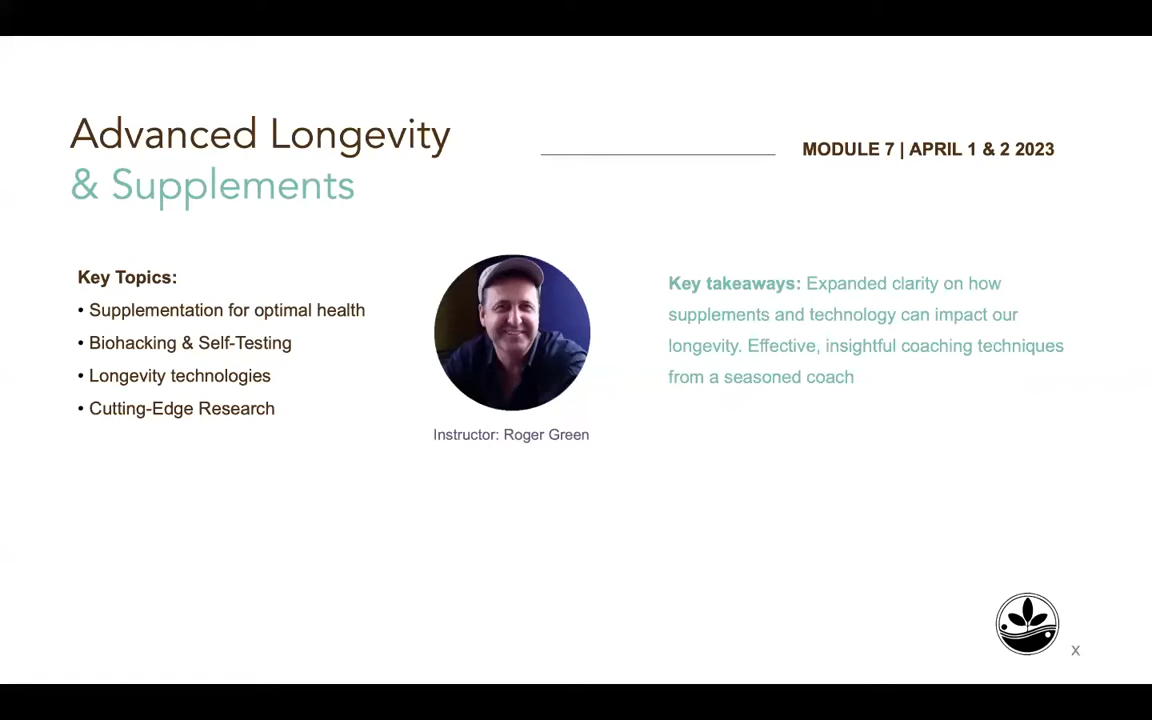 Advanced Longevity
& Supplements
MODULE 7 | APRIL 1 & 2 2023
Key Topics:
• Supplementation for optimal health
• Biohacking & Self-Testing
• Longevity technologies
• Cutting-Edge Research
Instructor: Roger Green
Key takeaways: Expanded clarity on how
supplements and technology can impact our
longevity. Effective, insightful coaching techniques
from a seasoned coach
X